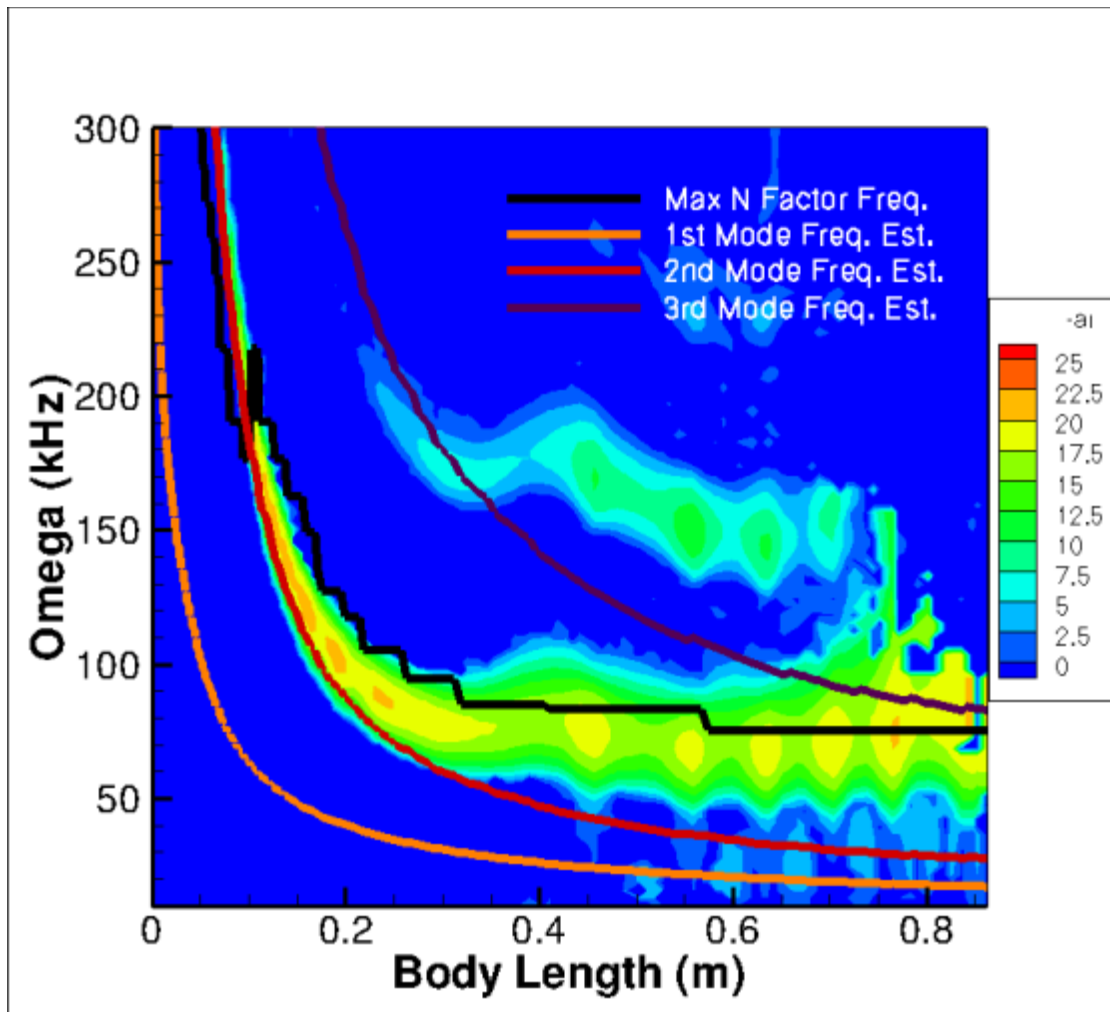 300
250
200
150
100
50
Omega (kHz)
Max N Factor Freq.
1st Mode Freq. Est.
2nd Mode Freq. Est.
3rd Mode Freq. Est.
-aı
25
22.5
20
17.5
15
12.5
10
7.5
5
2.5
0
0 0.2 0.4 0.6 0.8
Body Length (m)